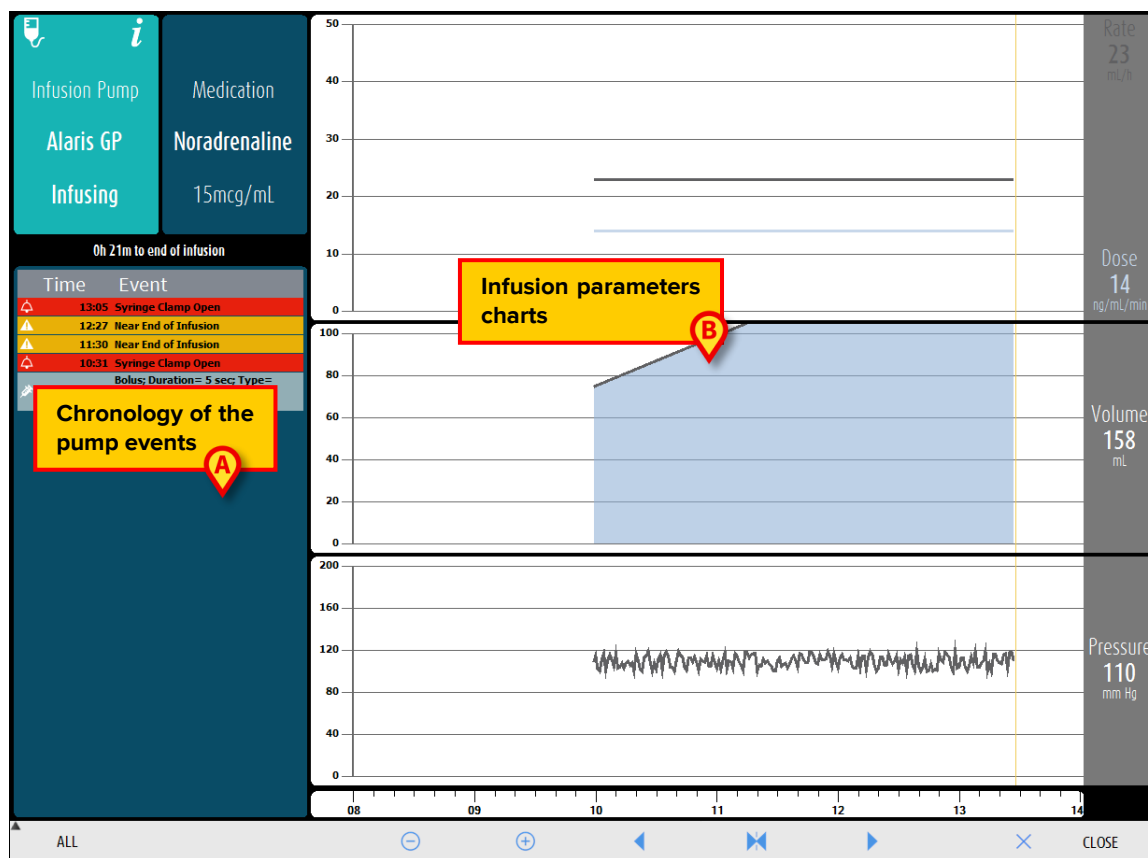 i
Infusion Pump
Alaris GP
Infusing
Medication
Noradrenaline
15mcg/mL
0h 21m to end of infusion
Time Event
13:05 Syringe Clamp Open
12:27 Near End of Infusion
11:30 Near End of Infusion
10:31 Syringe Clamp Open
Bolus; Duration= 5 sec; Type=
Chronology of the
pump events
A
50
40
30
20
10
0
Infusion parameters
charts
B
Rate
23
mL/h
Dose
14
ng/mL/min
100
80
60
40
20
0
Volume
158
mL
200
160
120
80
40
0
Pressure
110
mm Hg
08 09 10 11 12 13 14
ALL
CLOSE